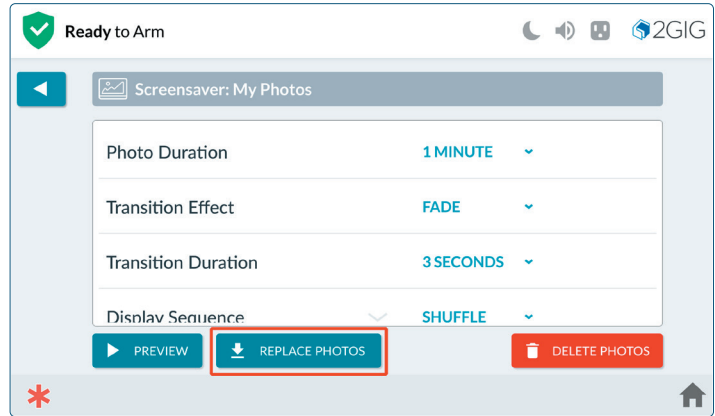 Ready to Arm
2GIG
Screensaver: My Photos
Photo Duration 1 MINUTE
Transition Effect FADE
Transition Duration 3 SECONDS
Display Sequence SHUFFLE
PREVIEW REPLACE PHOTOS DELETE PHOTOS